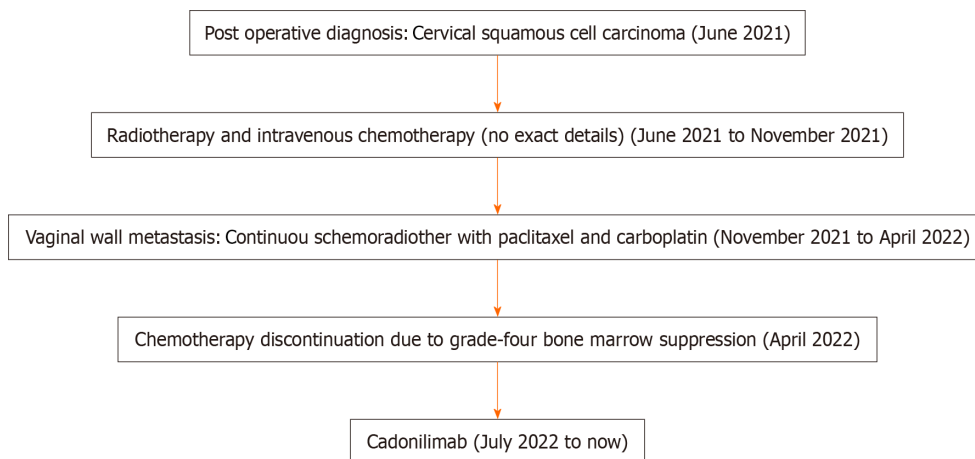 Post operative diagnosis: Cervical squamous cell carcinoma (June 2021)
Radiotherapy and intravenous chemotherapy (no exact details) (June 2021 to November 2021)
Vaginal wall metastasis: Continuou schemoradiother with paclitaxel and carboplatin (November 2021 to April 2022)
Chemotherapy discontinuation due to grade-four bone marrow suppression (April 2022)
Cadonilimab (July 2022 to now)